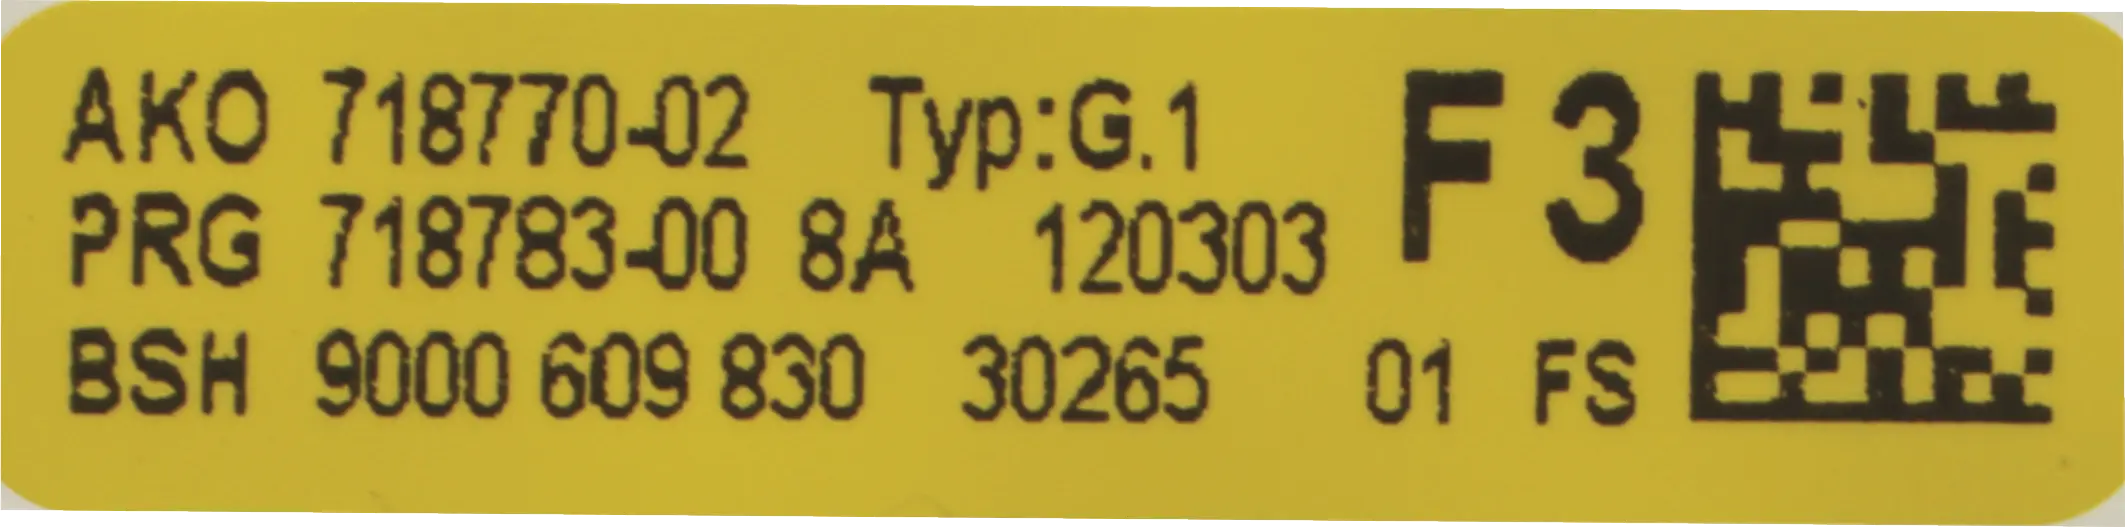 AKO 718770-02 Typ:G.1 F 3
PRG 718783-00 8A 120303
BSH 9000 609 830 30265 01 FS